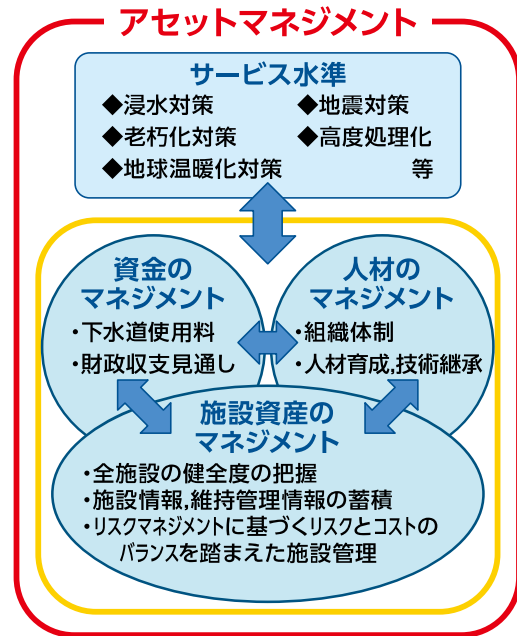 アセットマネジメント
サービス水準
◆浸水対策 ◆地震対策
◆老朽化対策 ◆高度処理化
◆地球温暖化対策 等
資金の
マネジメント
・下水道使用料
・財政収支見通し
人材の
マネジメント
・組織体制
・人材育成,技術継承
施設資産の
マネジメント
・全施設の健全度の把握
・施設情報,維持管理情報の蓄積
・リスクマネジメントに基づくリスクとコストの
バランスを踏まえた施設管理